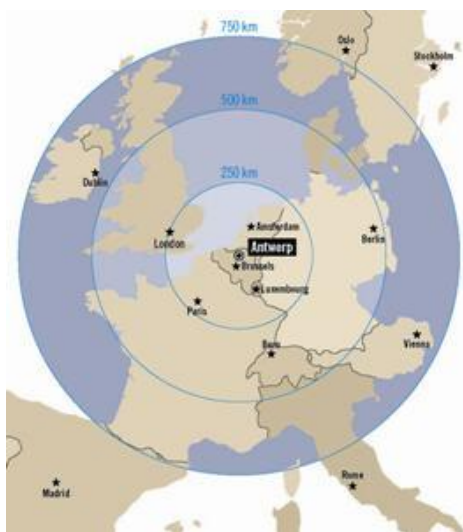 750 km
Oslo
Stockholm
500 km
Dublin
250 km
Amsterdam
London
Berlin
Antwerp
Brussels
Luxembourg
Paris
Vienna
Bern
Rome
Madrid